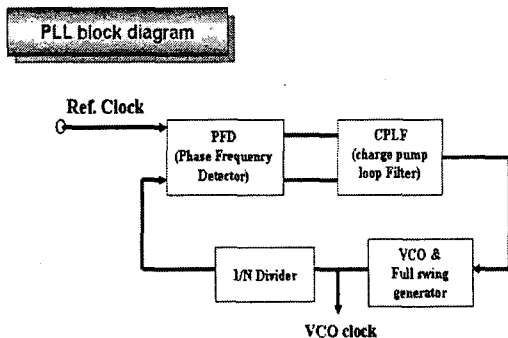 PLL block diagram
Ref. Clock
PFD
(Phase Frequency
Detector)
CPLF
(charge pump
loop Filter)
1/N Divider
VCO &
Full swing
generator
VCO clock